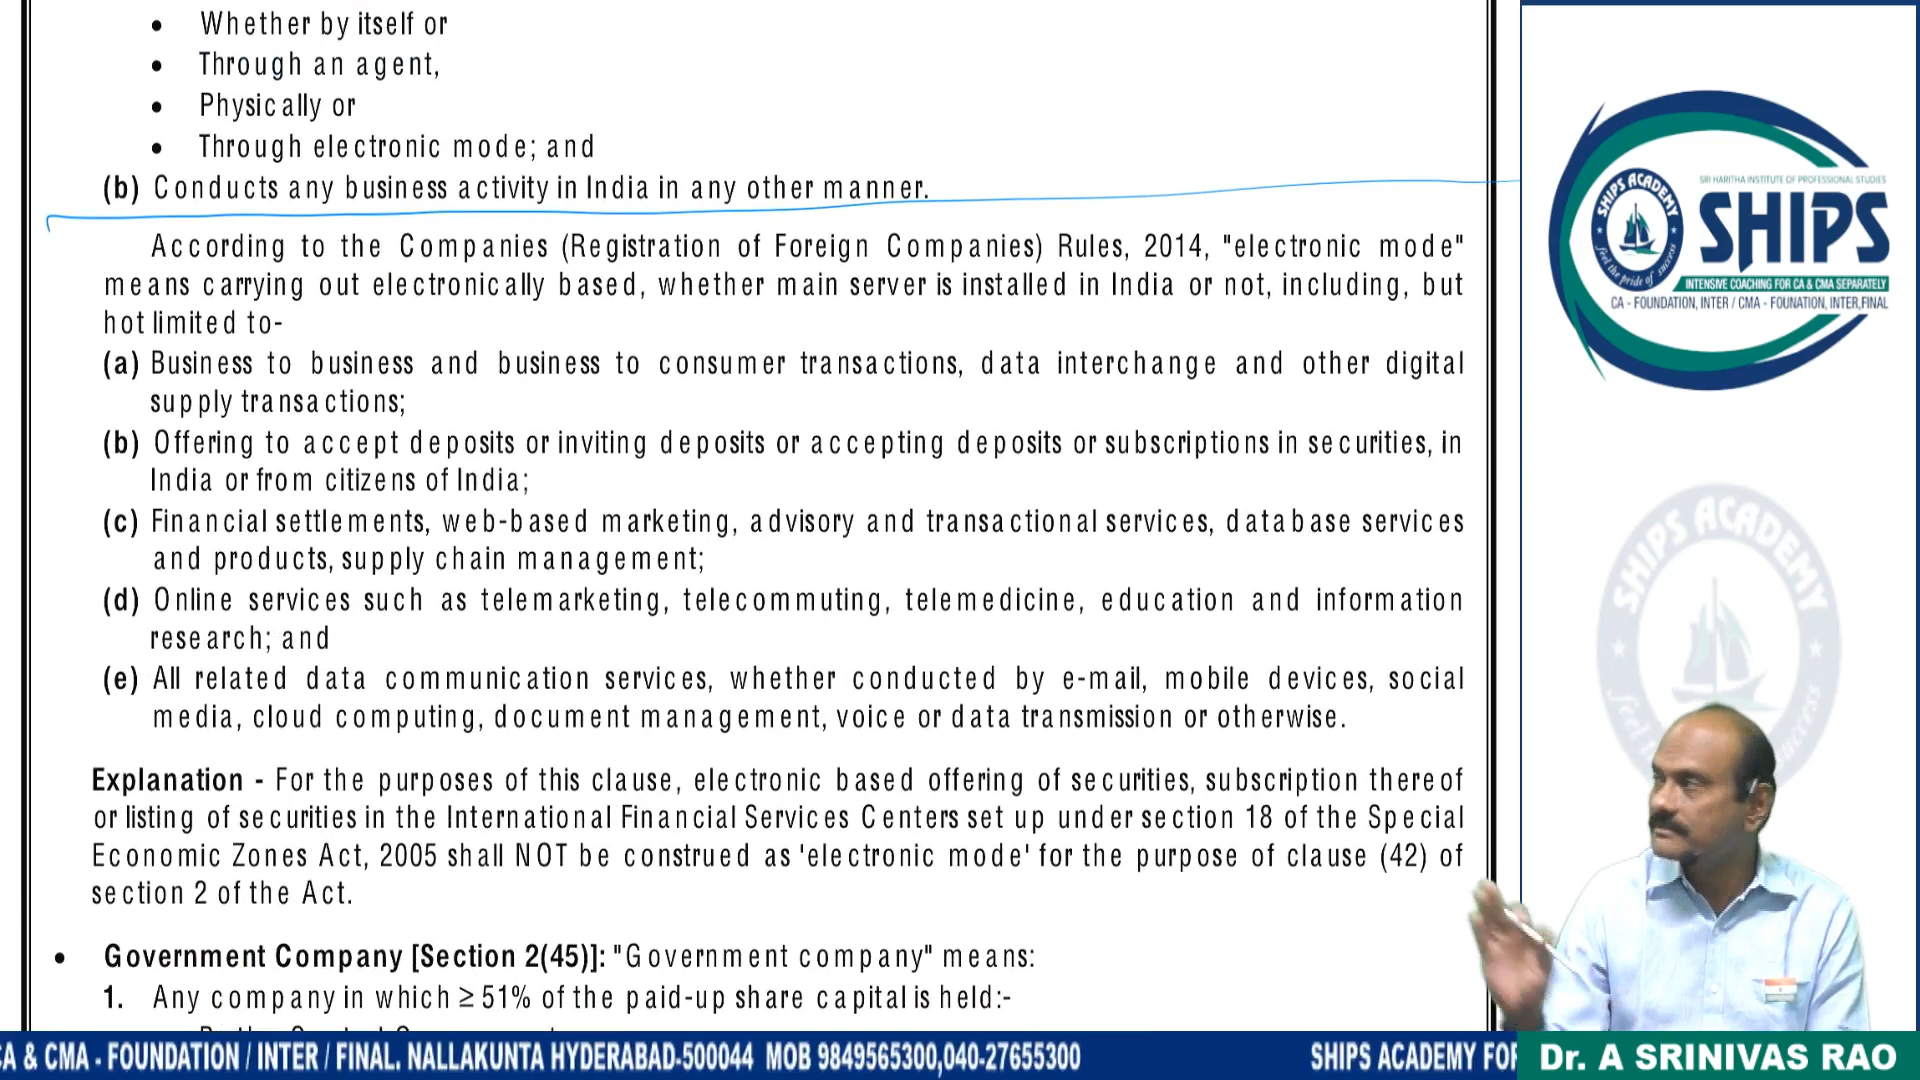 • Whether by itself or
• Through an agent,
• Physically or
• Through electronic mode; and
(b) Conducts any business activity in India in any other manner.
According to the Companies (Registration of Foreign Companies) Rules, 2014, "electronic mode"
means carrying out electronically based, whether main server is installed in India or not, including, but
hot limited to-
(a) Business to business and business to consumer transactions, data interchange and other digital
supply transactions;
(b) Offering to accept deposits or inviting deposits or accepting deposits or subscriptions in securities, in
India or from citizens of India;
(c) Financial settlements, web-based marketing, advisory and transactional services, database services
and products, supply chain management;
(d) Online services such as telemarketing, telecommuting, telemedicine, education and information
research; and
(e) All related data communication services, whether conducted by e-mail, mobile devices, social
media, cloud computing, document management, voice or data transmission or otherwise.
Explanation - For the purposes of this clause, electronic based offering of securities, subscription thereof
or listing of securities in the International Financial Services Centers set up under section 18 of the Special
Economic Zones Act, 2005 shall NOT be construed as 'electronic mode' for the purpose of clause (42) of
section 2 of the Act.
• Government Company [Section 2(45)]: "Government company" means:
1. Any company in which ≥ 51% of the paid-up share capital is held:-
SRI HARITHA INSTITUTE OF PROFESSIONAL STUDIES
SHIPS ACADEMY
feel the pride of success
SHIPS
INTENSIVE COACHING FOR CA & CMA SEPARATELY
CA - FOUNDATION, INTER / CMA - FOUNATION, INTER,FINAL
SHIPS ACADEMY
feel
success
CA & CMA - FOUNDATION / INTER / FINAL. NALLAKUNTA HYDERABAD-500044 MOB 9849565300,040-27655300
SHIPS ACADEMY FOR
Dr. A SRINIVAS RAO